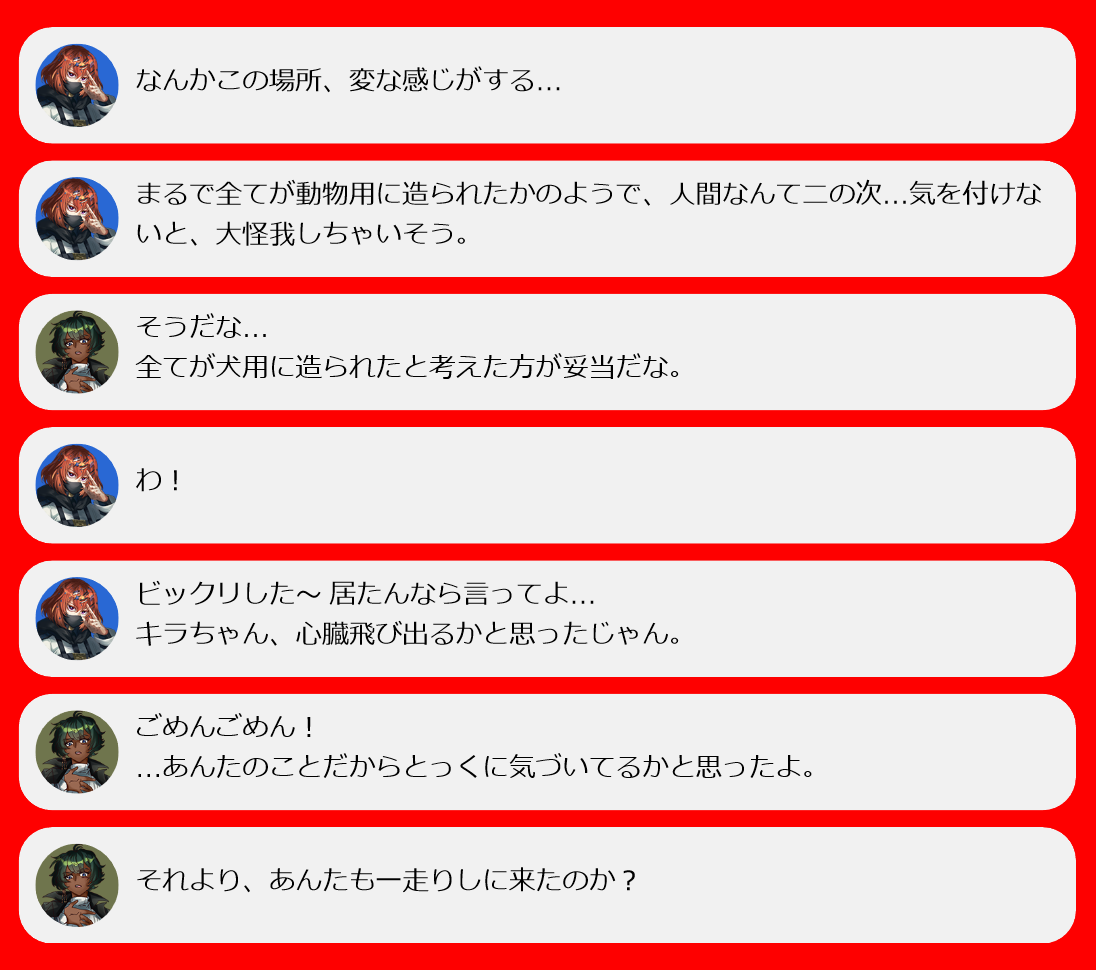 なんかこの場所、変な感じがする…
まるで全てが動物用に造られたかのようで、人間なんて二の次…気を付けな
いと、大怪我しちゃいそう。
そうだな…
全てが犬用に造られたと考えた方が妥当だな。
わ！
ビックリした～ 居たんなら言ってよ…
キラちゃん、心臓飛び出るかと思ったじゃん。
ごめんごめん！
…あんたのことだからとっくに気づいてるかと思ったよ。
それより、あんたも一走りしに来たのか？